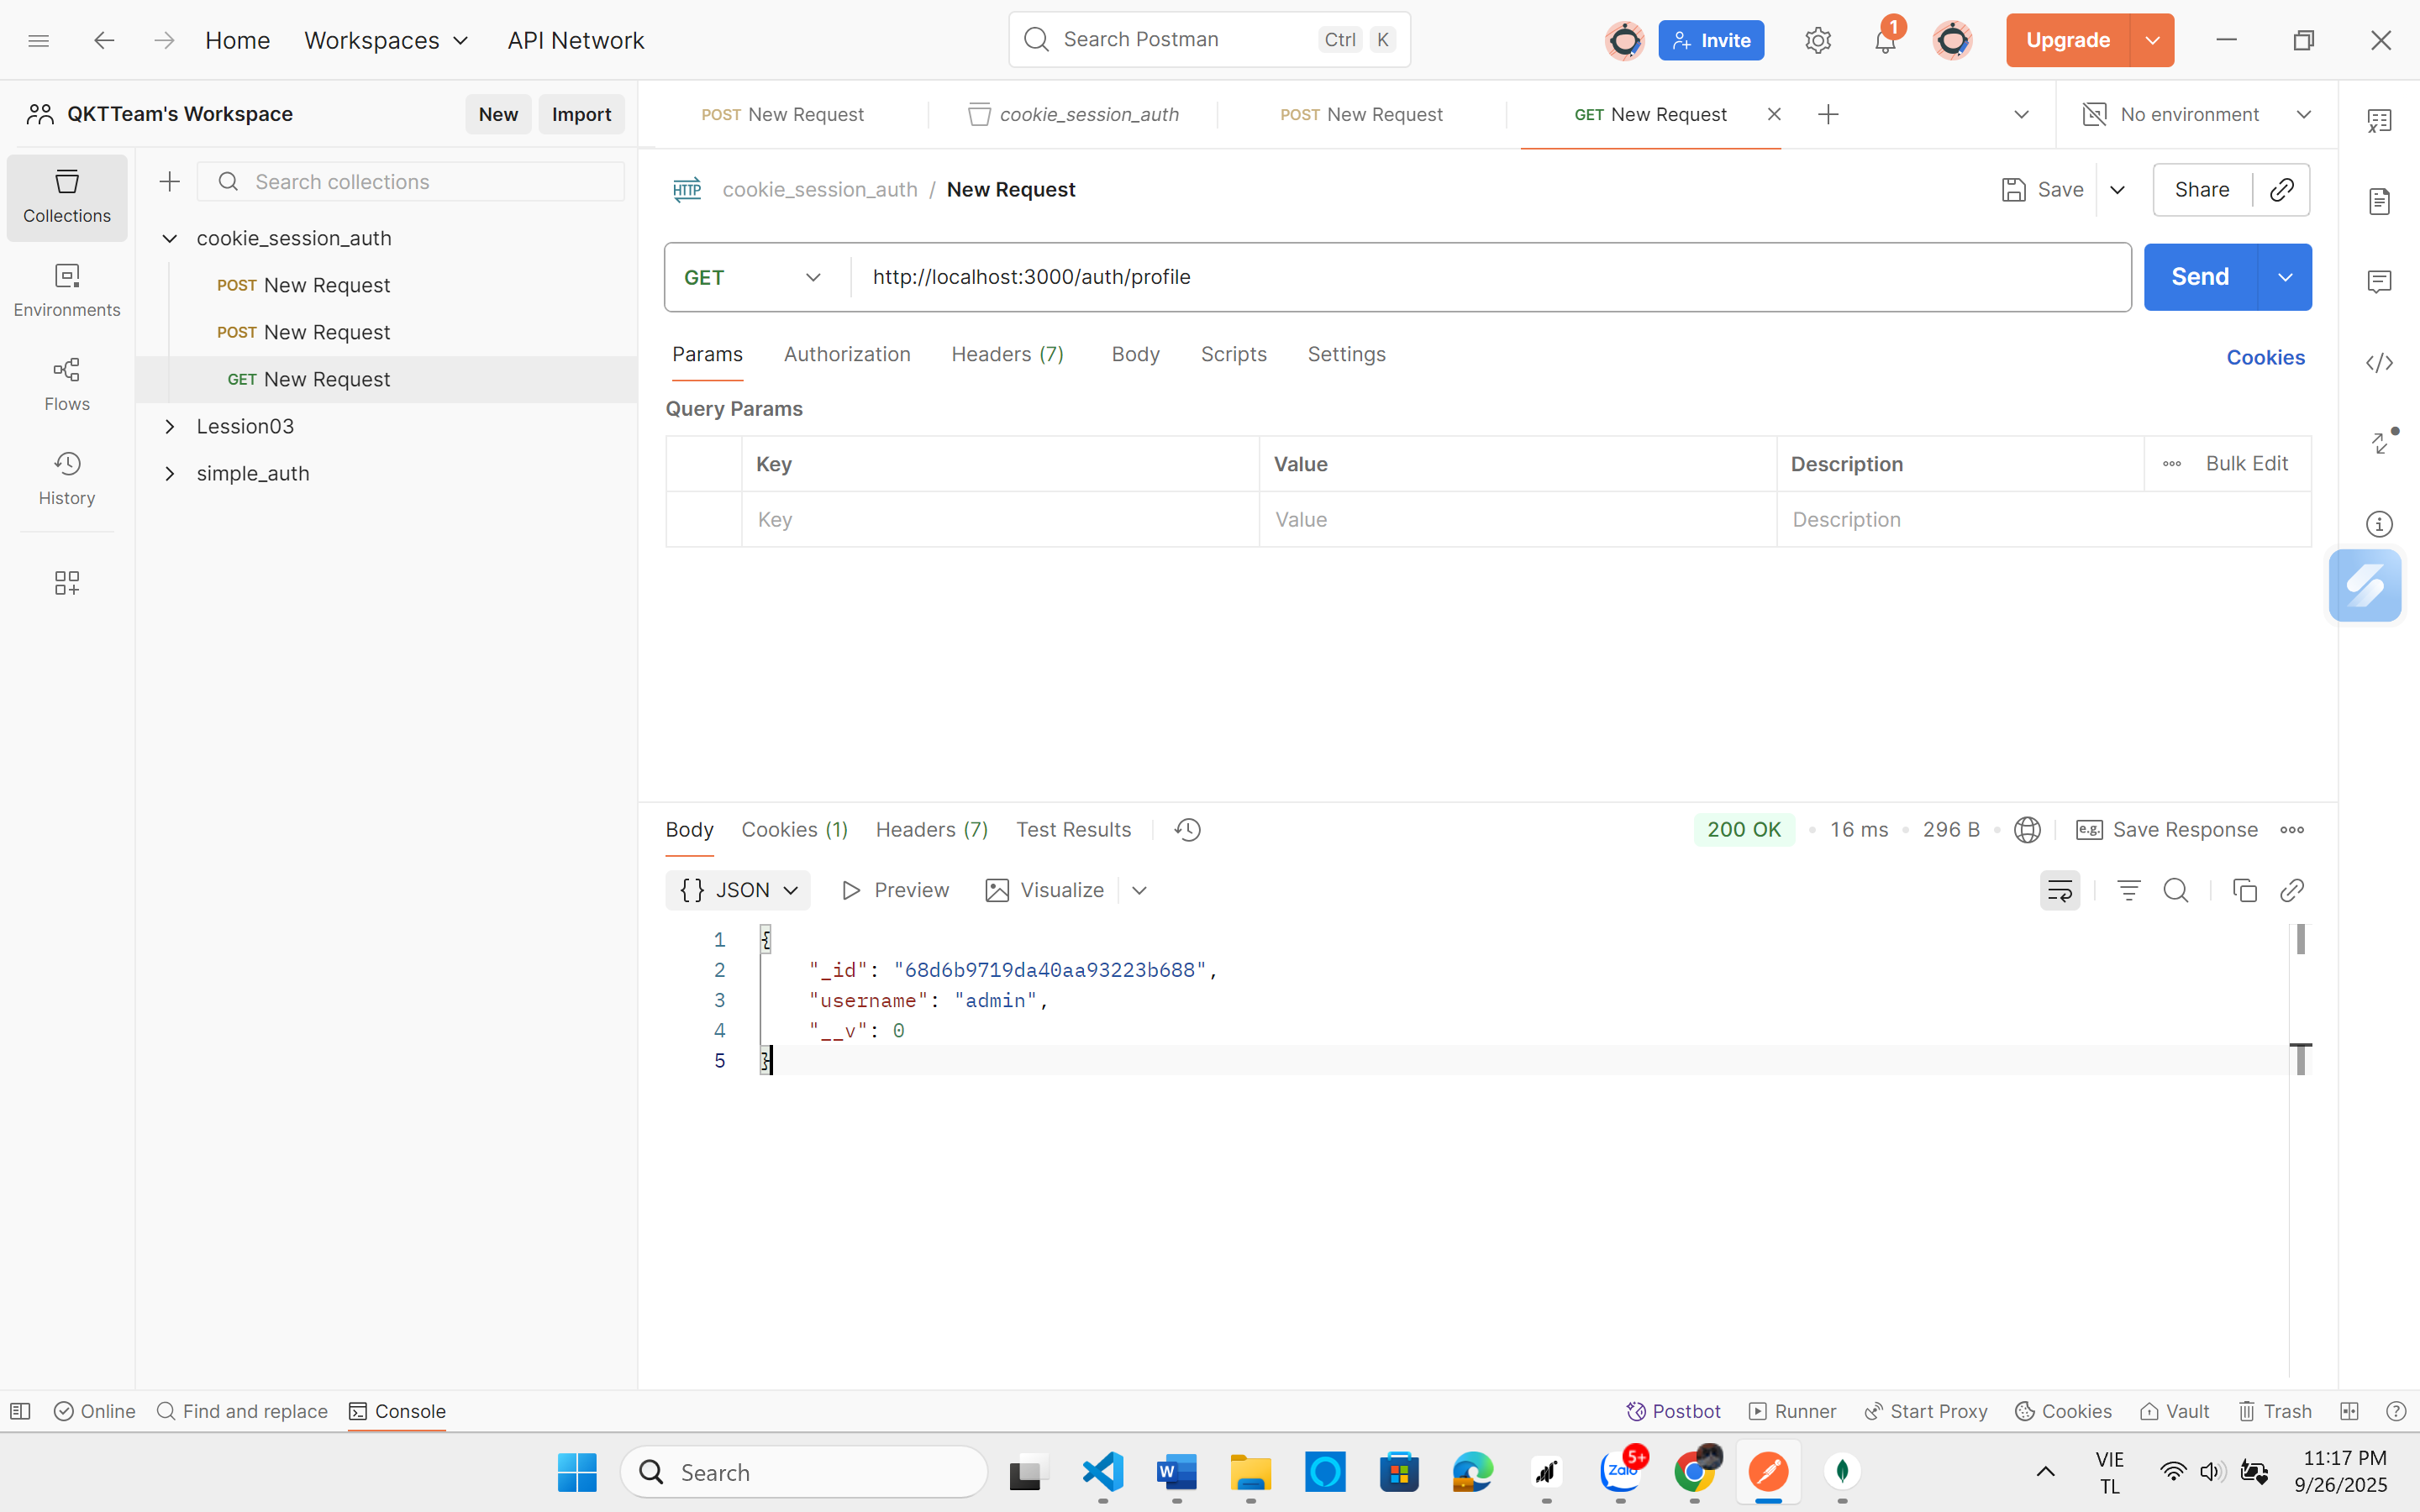 Home Workspaces API Network Search Postman Ctrl K Invite 1 Upgrade
QKTTeam's Workspace New Import
POST New Request cookie_session_auth POST New Request GET New Request No environment
Collections
Environments
Flows
History
Search collections
cookie_session_auth
POST New Request
POST New Request
GET New Request
Lession03
simple_auth
HTTP cookie_session_auth / New Request Save Share
GET http://localhost:3000/auth/profile Send
Params Authorization Headers (7) Body Scripts Settings Cookies
Query Params
Key Value Description Bulk Edit
Key Value Description
Body Cookies (1) Headers (7) Test Results 200 OK 16 ms 296 B e.g. Save Response
{} JSON Preview Visualize
1 {
2 "_id": "68d6b9719da40aa93223b688",
3 "username": "admin",
4 "__v": 0
5 }
Online Find and replace Console Postbot Runner Start Proxy Cookies Vault Trash
Search W Zalo 5+ VIE 11:17 PM
TL 9/26/2025